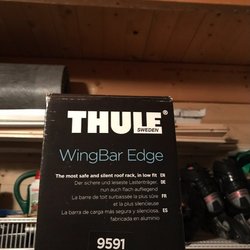 THULE®
SWEDEN
WingBar Edge
The most safe and silent roof rack, in low fit EN
Der sichere und leiseste Lastenträger, DE
nun auch flach aufliegend
La barre de toit surbaissée la plus sûre FR
et la plus silencieuse
La barra de carga más segura y silenciosa, ES
fabricada en aluminio
9591